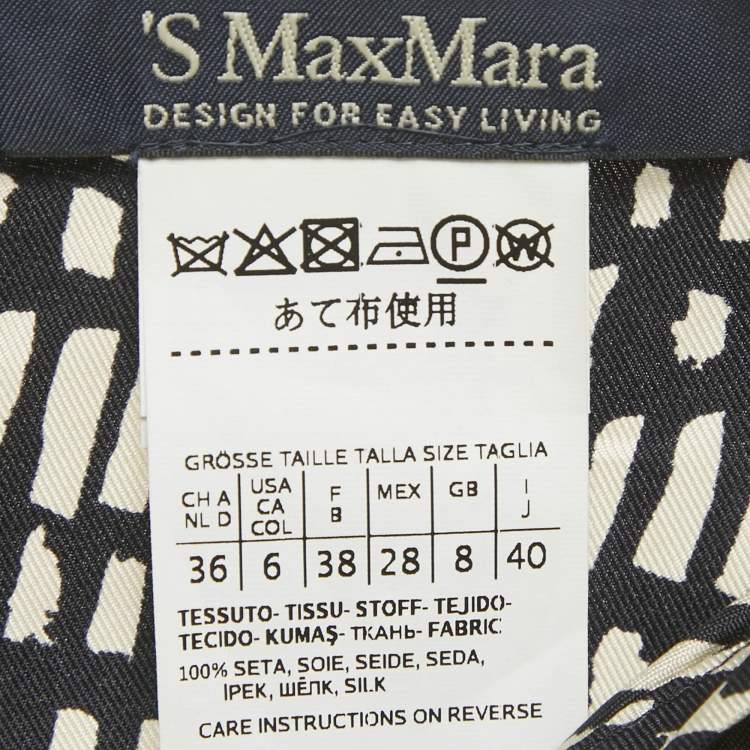 'S MaxMara
DESIGN FOR EASY LIVING
P W
あて布使用
GRÖSSE TAILLE TALLA SIZE TAGLIA
CH A NL D USA CA COL F B MEX GB I J
36 6 38 28 8 40
TESSUTO- TISSU- STOFF- TEJIDO-
TECIDO- KUMAŞ- ТКАНЬ- FABRIC:
100% SETA, SOIE, SEIDE, SEDA,
İPEK, ШЁЛК, SILK
CARE INSTRUCTIONS ON REVERSE